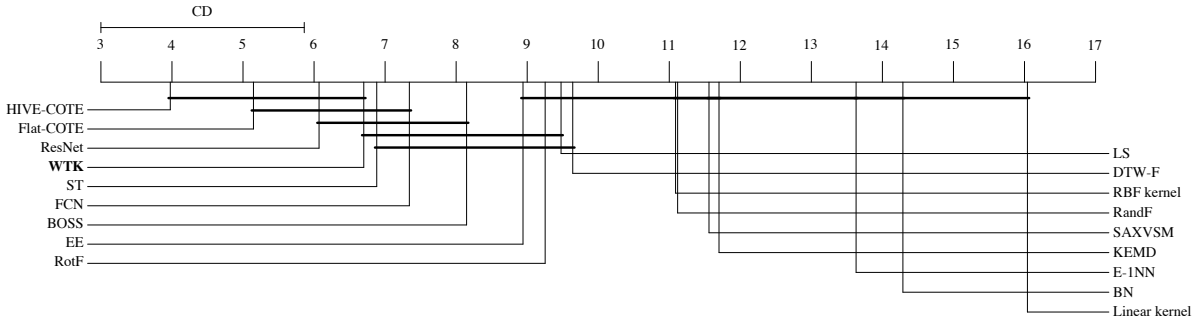 CD
3 4 5 6 7 8 9 10 11 12 13 14 15 16 17
HIVE-COTE
Flat-COTE
ResNet
WTK
ST
FCN
BOSS
EE
RotF
LS
DTW-F
RBF kernel
RandF
SAXVSM
KEMD
E-1NN
BN
Linear kernel